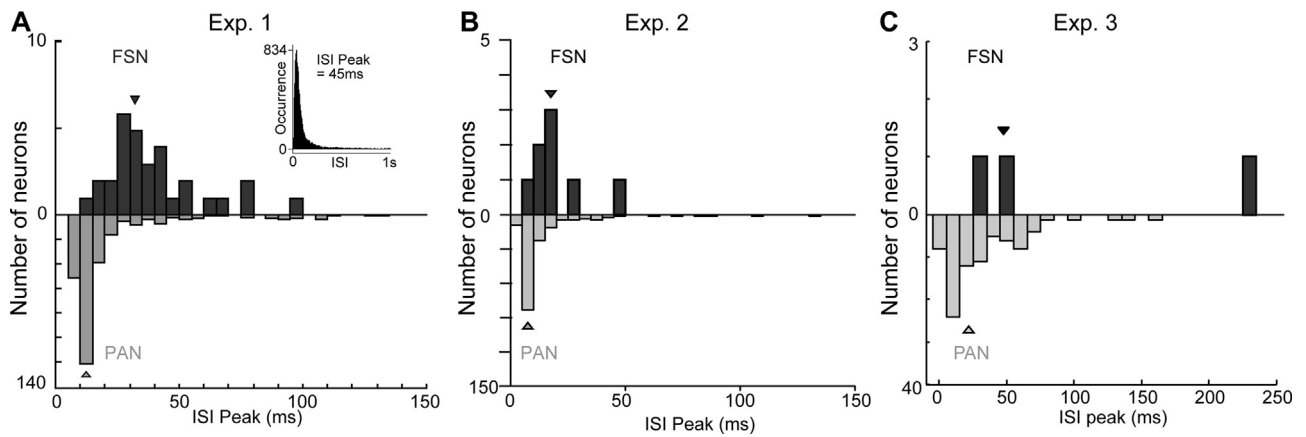 A Exp. 1
10
FSN
Number of neurons
0
140
PAN
0 50 100 150
ISI Peak (ms)
834
ISI Peak
= 45ms
Occurrence
0
0 ISI 1s
B Exp. 2
5
FSN
Number of neurons
0
150
PAN
0 50 100 150
ISI Peak (ms)
C Exp. 3
3
FSN
Number of neurons
0
40
PAN
0 50 100 150 200 250
ISI peak (ms)